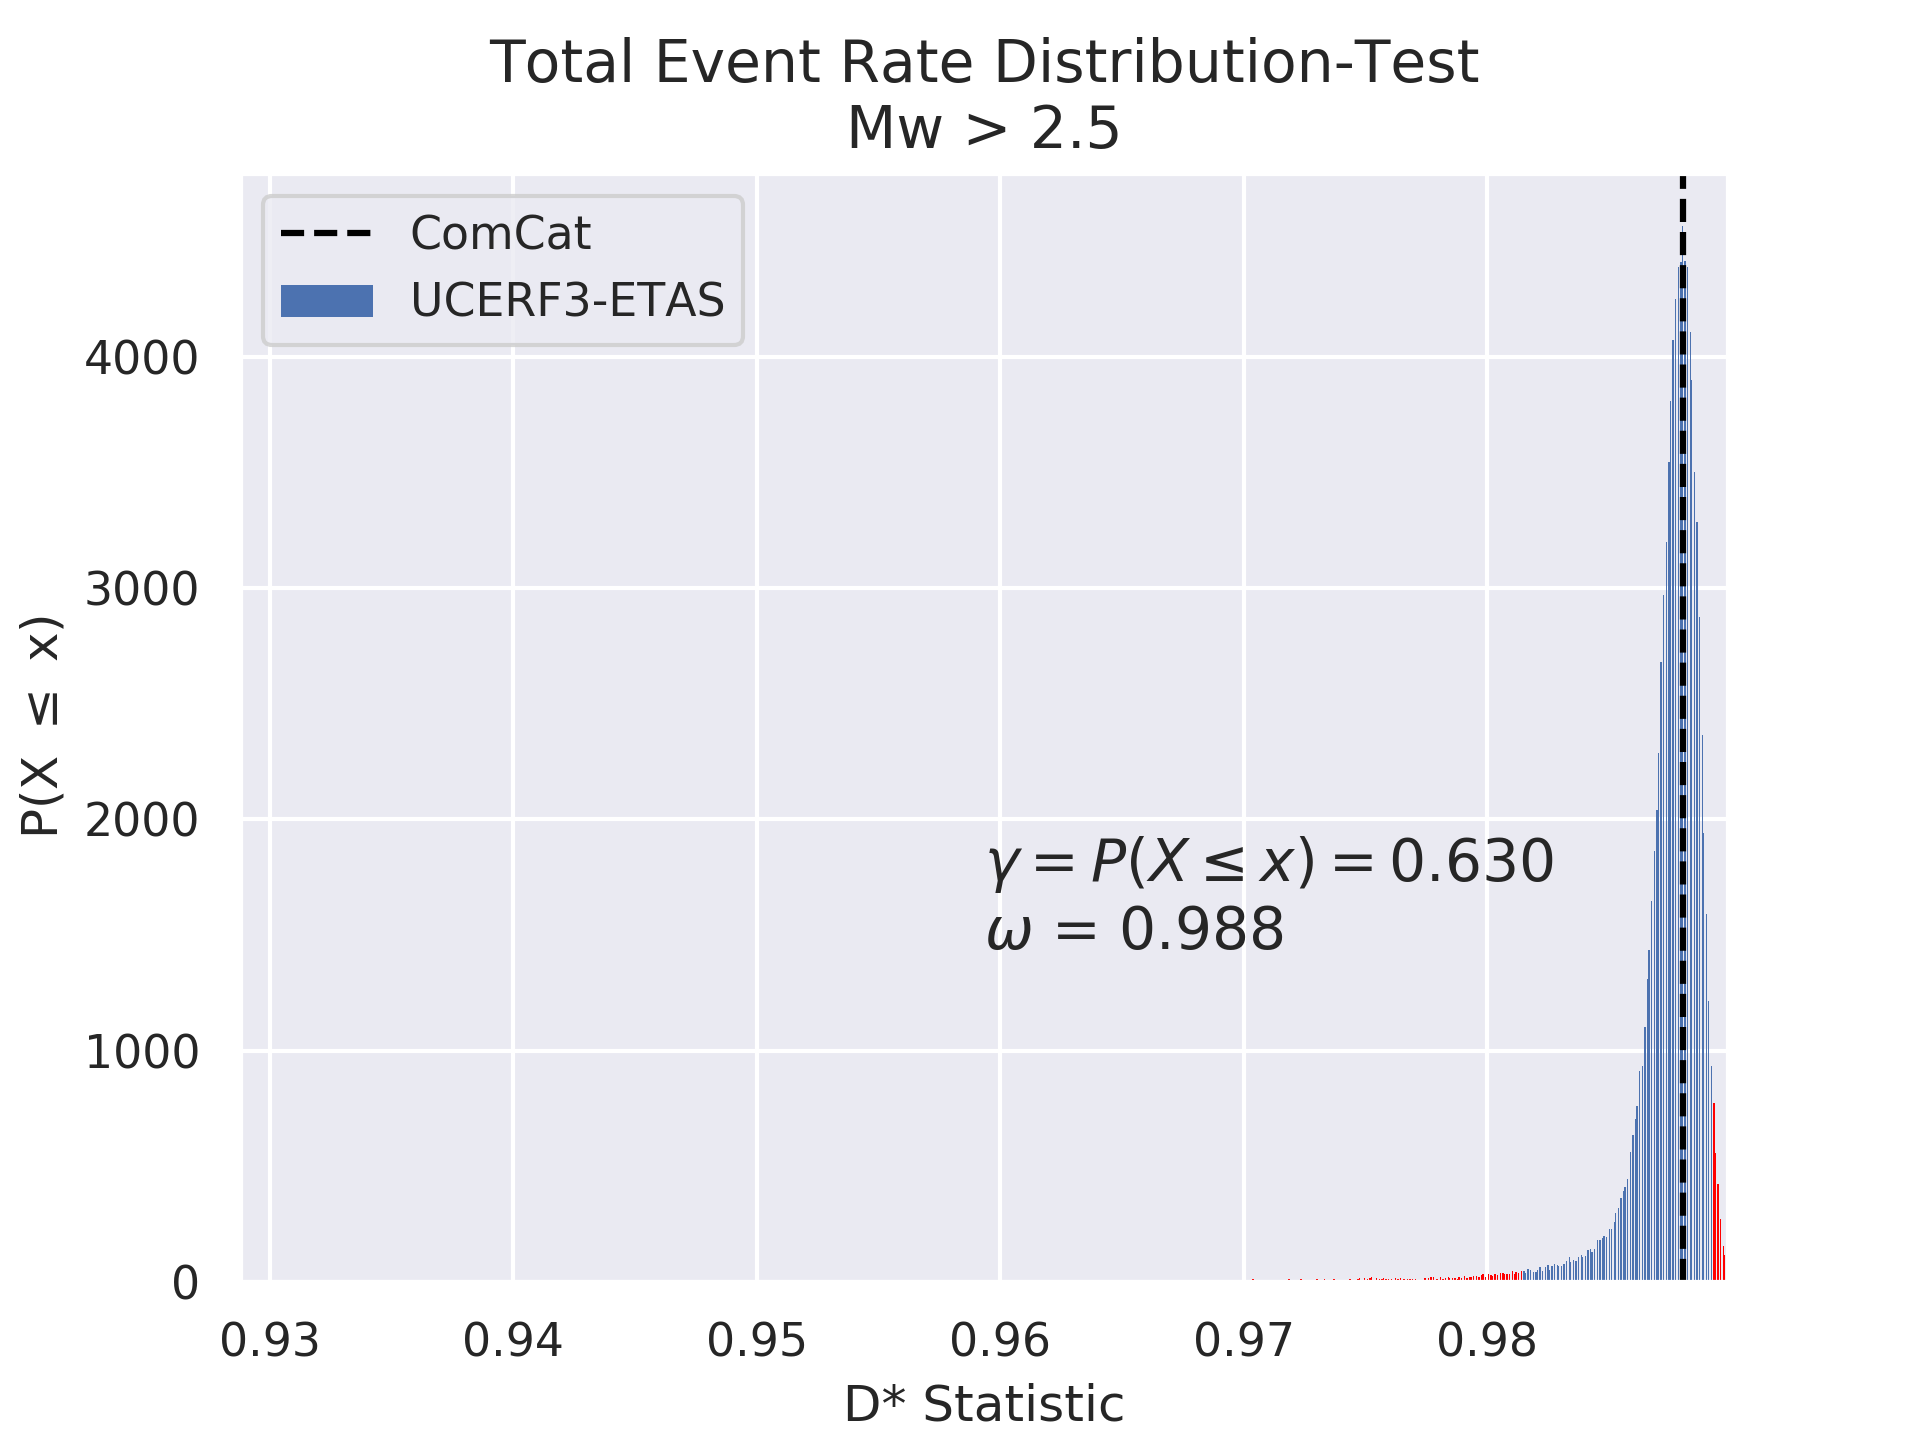 Total Event Rate Distribution-Test
Mw > 2.5
ComCat
UCERF3-ETAS
4000
3000
2000
1000
0
P(X ≤ x)
γ = P(X ≤ x) = 0.630
ω = 0.988
0.93 0.94 0.95 0.96 0.97 0.98
D* Statistic